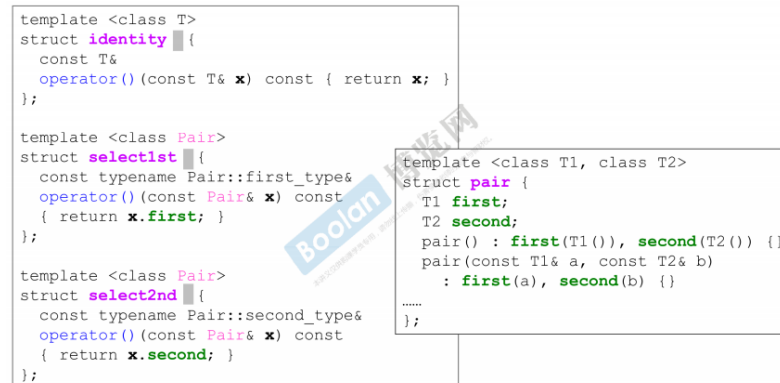 template <class T>
struct identity {
const T&
operator()(const T& x) const { return x; }
};
template <class Pair>
struct select1st {
const typename Pair::first_type&
operator()(const Pair& x) const
{ return x.first; }
};
template <class Pair>
struct select2nd {
const typename Pair::second_type&
operator()(const Pair& x) const
{ return x.second; }
};
template <class T1, class T2>
struct pair {
T1 first;
T2 second;
pair() : first(T1()), second(T2()) {}
pair(const T1& a, const T2& b)
: first(a), second(b) {}
……
};
Boolan 博览网